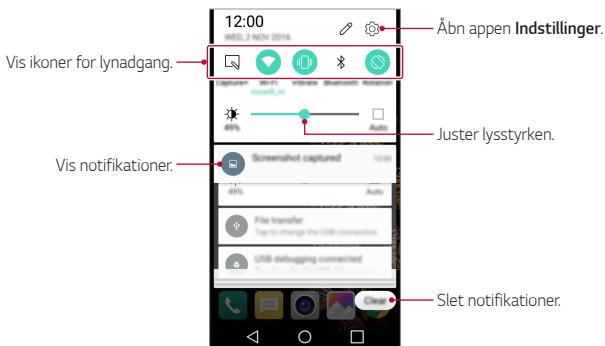 12:00
WED, 2 NOV 2016
Åbn appen Indstillinger.
Vis ikoner for lynadgang.
Capture+ Wi-Fi Vibrate Bluetooth Rotation
49% Auto
Juster lysstyrken.
Vis notifikationer.
Screenshot captured 12:00
49% Auto
File transfer
Tap to change the USB connection
USB debugging connected
Clear
Slet notifikationer.